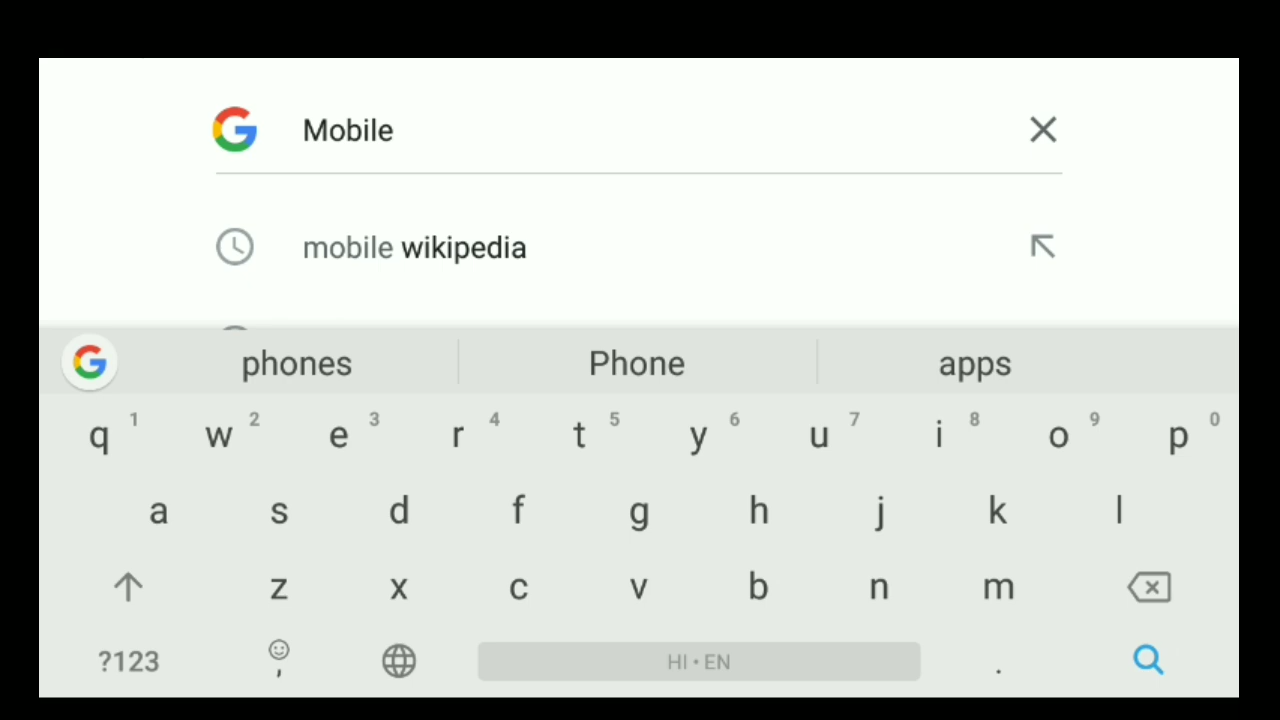 Mobile
mobile wikipedia
phones Phone apps
q 1 w 2 e 3 r 4 t 5 y 6 u 7 i 8 o 9 p 0
a s d f g h j k l
z x c v b n m
?123 , HI • EN .